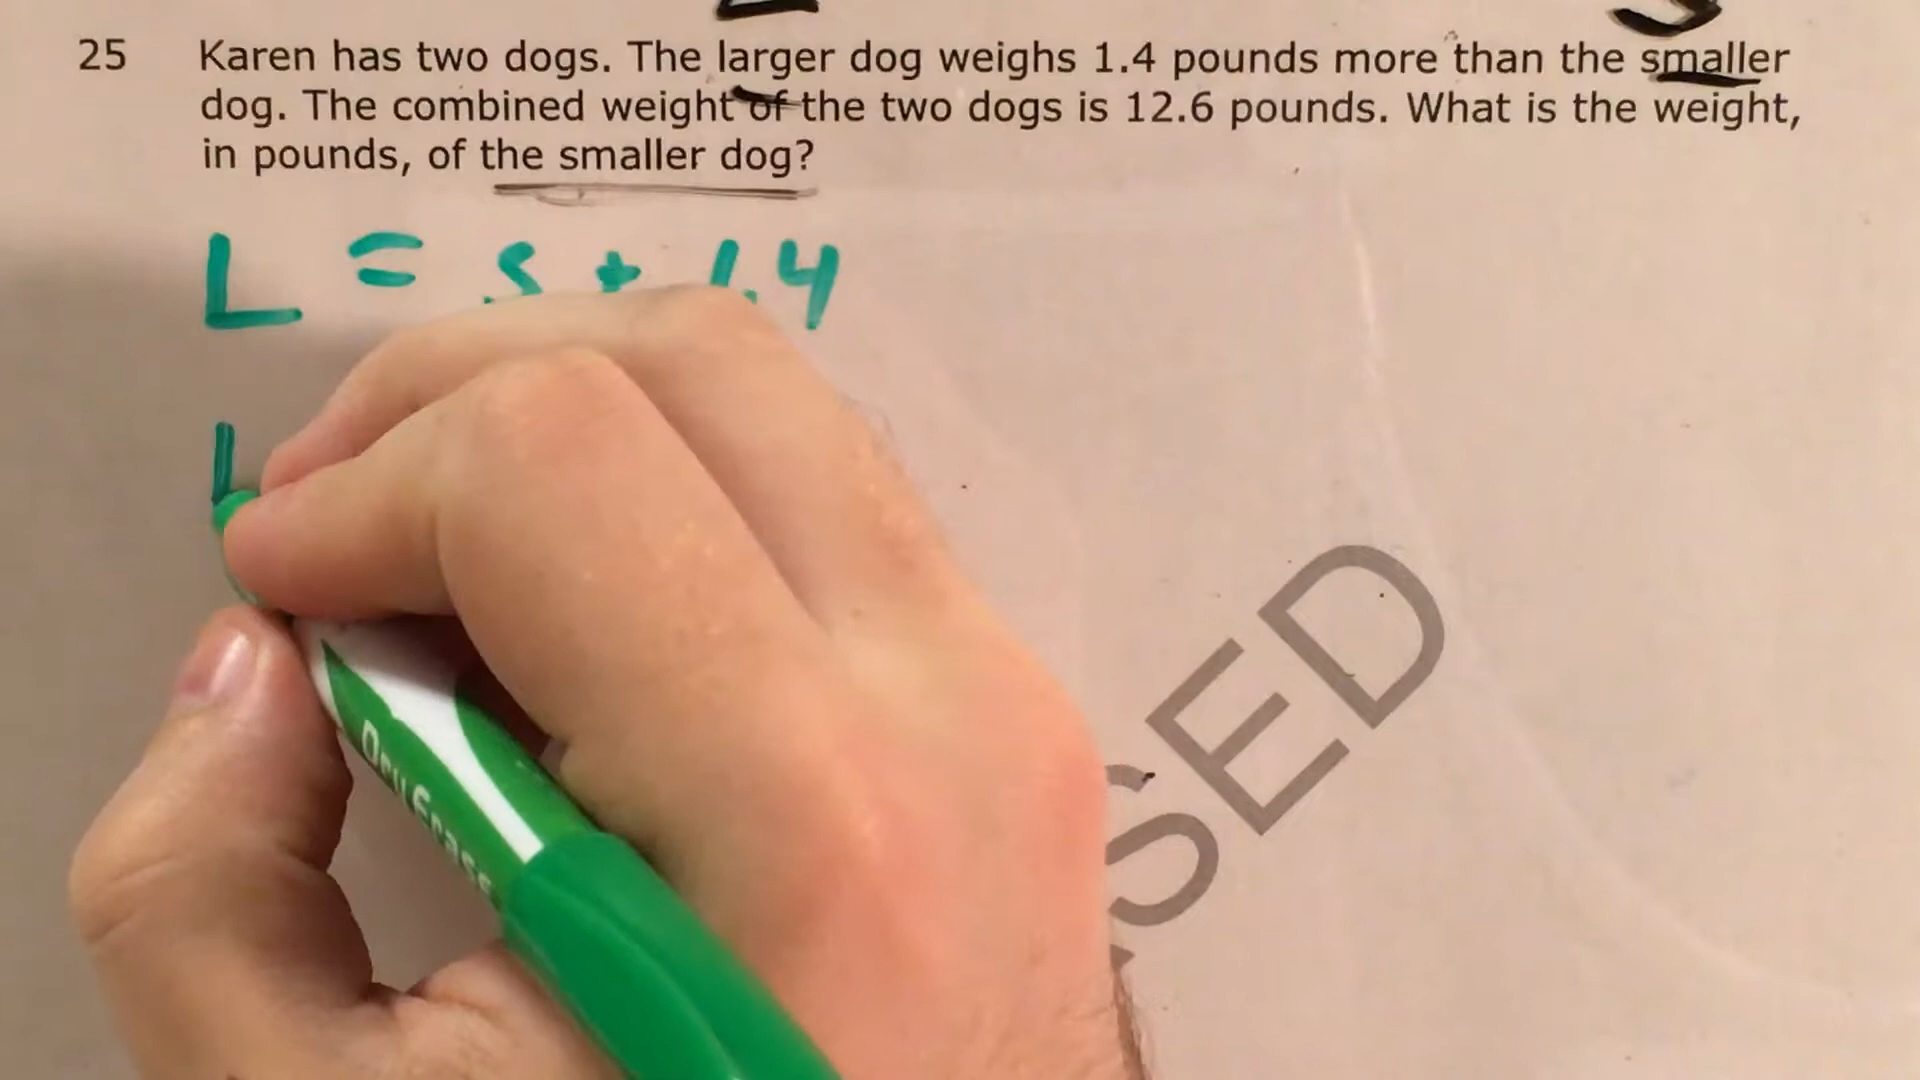 25 Karen has two dogs. The larger dog weighs 1.4 pounds more than the smaller
dog. The combined weight of the two dogs is 12.6 pounds. What is the weight,
in pounds, of the smaller dog?
L = S + 1.4
L
SED